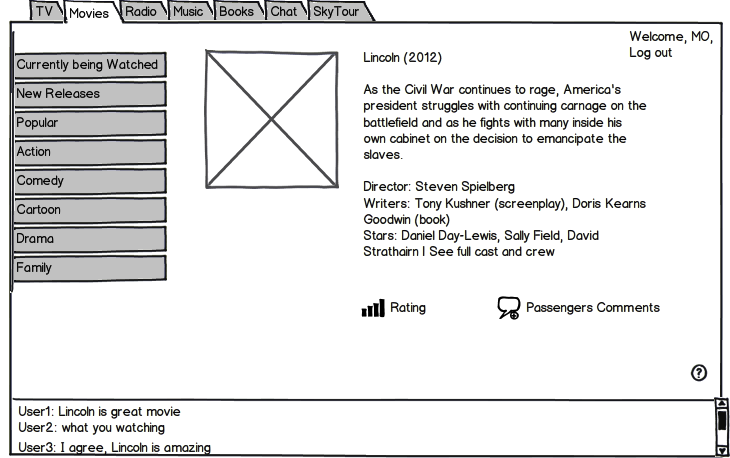 TV Movies Radio Music Books Chat SkyTour
Welcome, MO,
Log out
Currently being Watched
New Releases
Popular
Action
Comedy
Cartoon
Drama
Family
Lincoln (2012)
As the Civil War continues to rage, America's
president struggles with continuing carnage on the
battlefield and as he fights with many inside his
own cabinet on the decision to emancipate the
slaves.
Director: Steven Spielberg
Writers: Tony Kushner (screenplay), Doris Kearns
Goodwin (book)
Stars: Daniel Day-Lewis, Sally Field, David
Strathairn | See full cast and crew
Rating
Passengers Comments
?
User1: Lincoln is great movie
User2: what you watching
User3: I agree, Lincoln is amazing